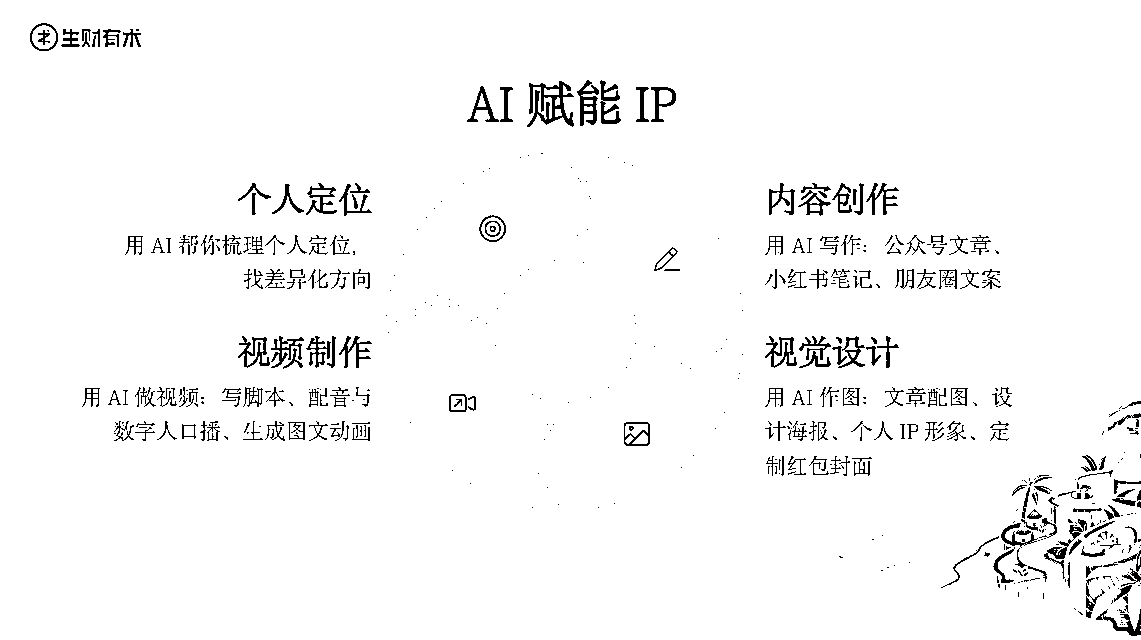 生财有术
AI 赋能 IP
个人定位
用 AI 帮你梳理个人定位，
找差异化方向
内容创作
用 AI 写作：公众号文章、
小红书笔记、朋友圈文案
视频制作
用 AI 做视频：写脚本、配音与
数字人口播、生成图文动画
视觉设计
用 AI 作图：文章配图、设
计海报、个人 IP 形象、定
制红包封面